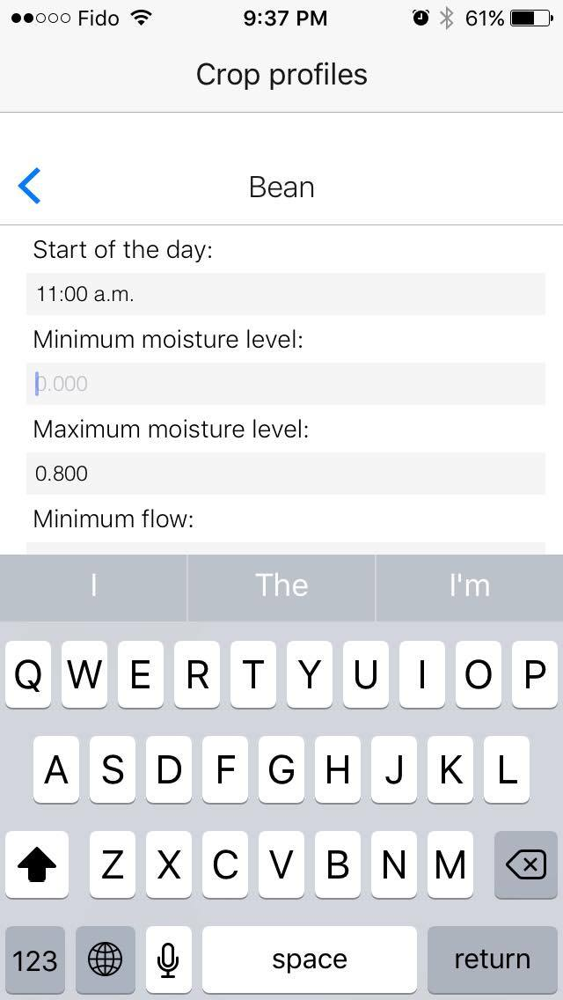 Fido 9:37 PM 61%
Crop profiles
Bean
Start of the day:
11:00 a.m.
Minimum moisture level:
0.000
Maximum moisture level:
0.800
Minimum flow:
I The I'm
Q W E R T Y U I O P
A S D F G H J K L
Z X C V B N M
123 space return